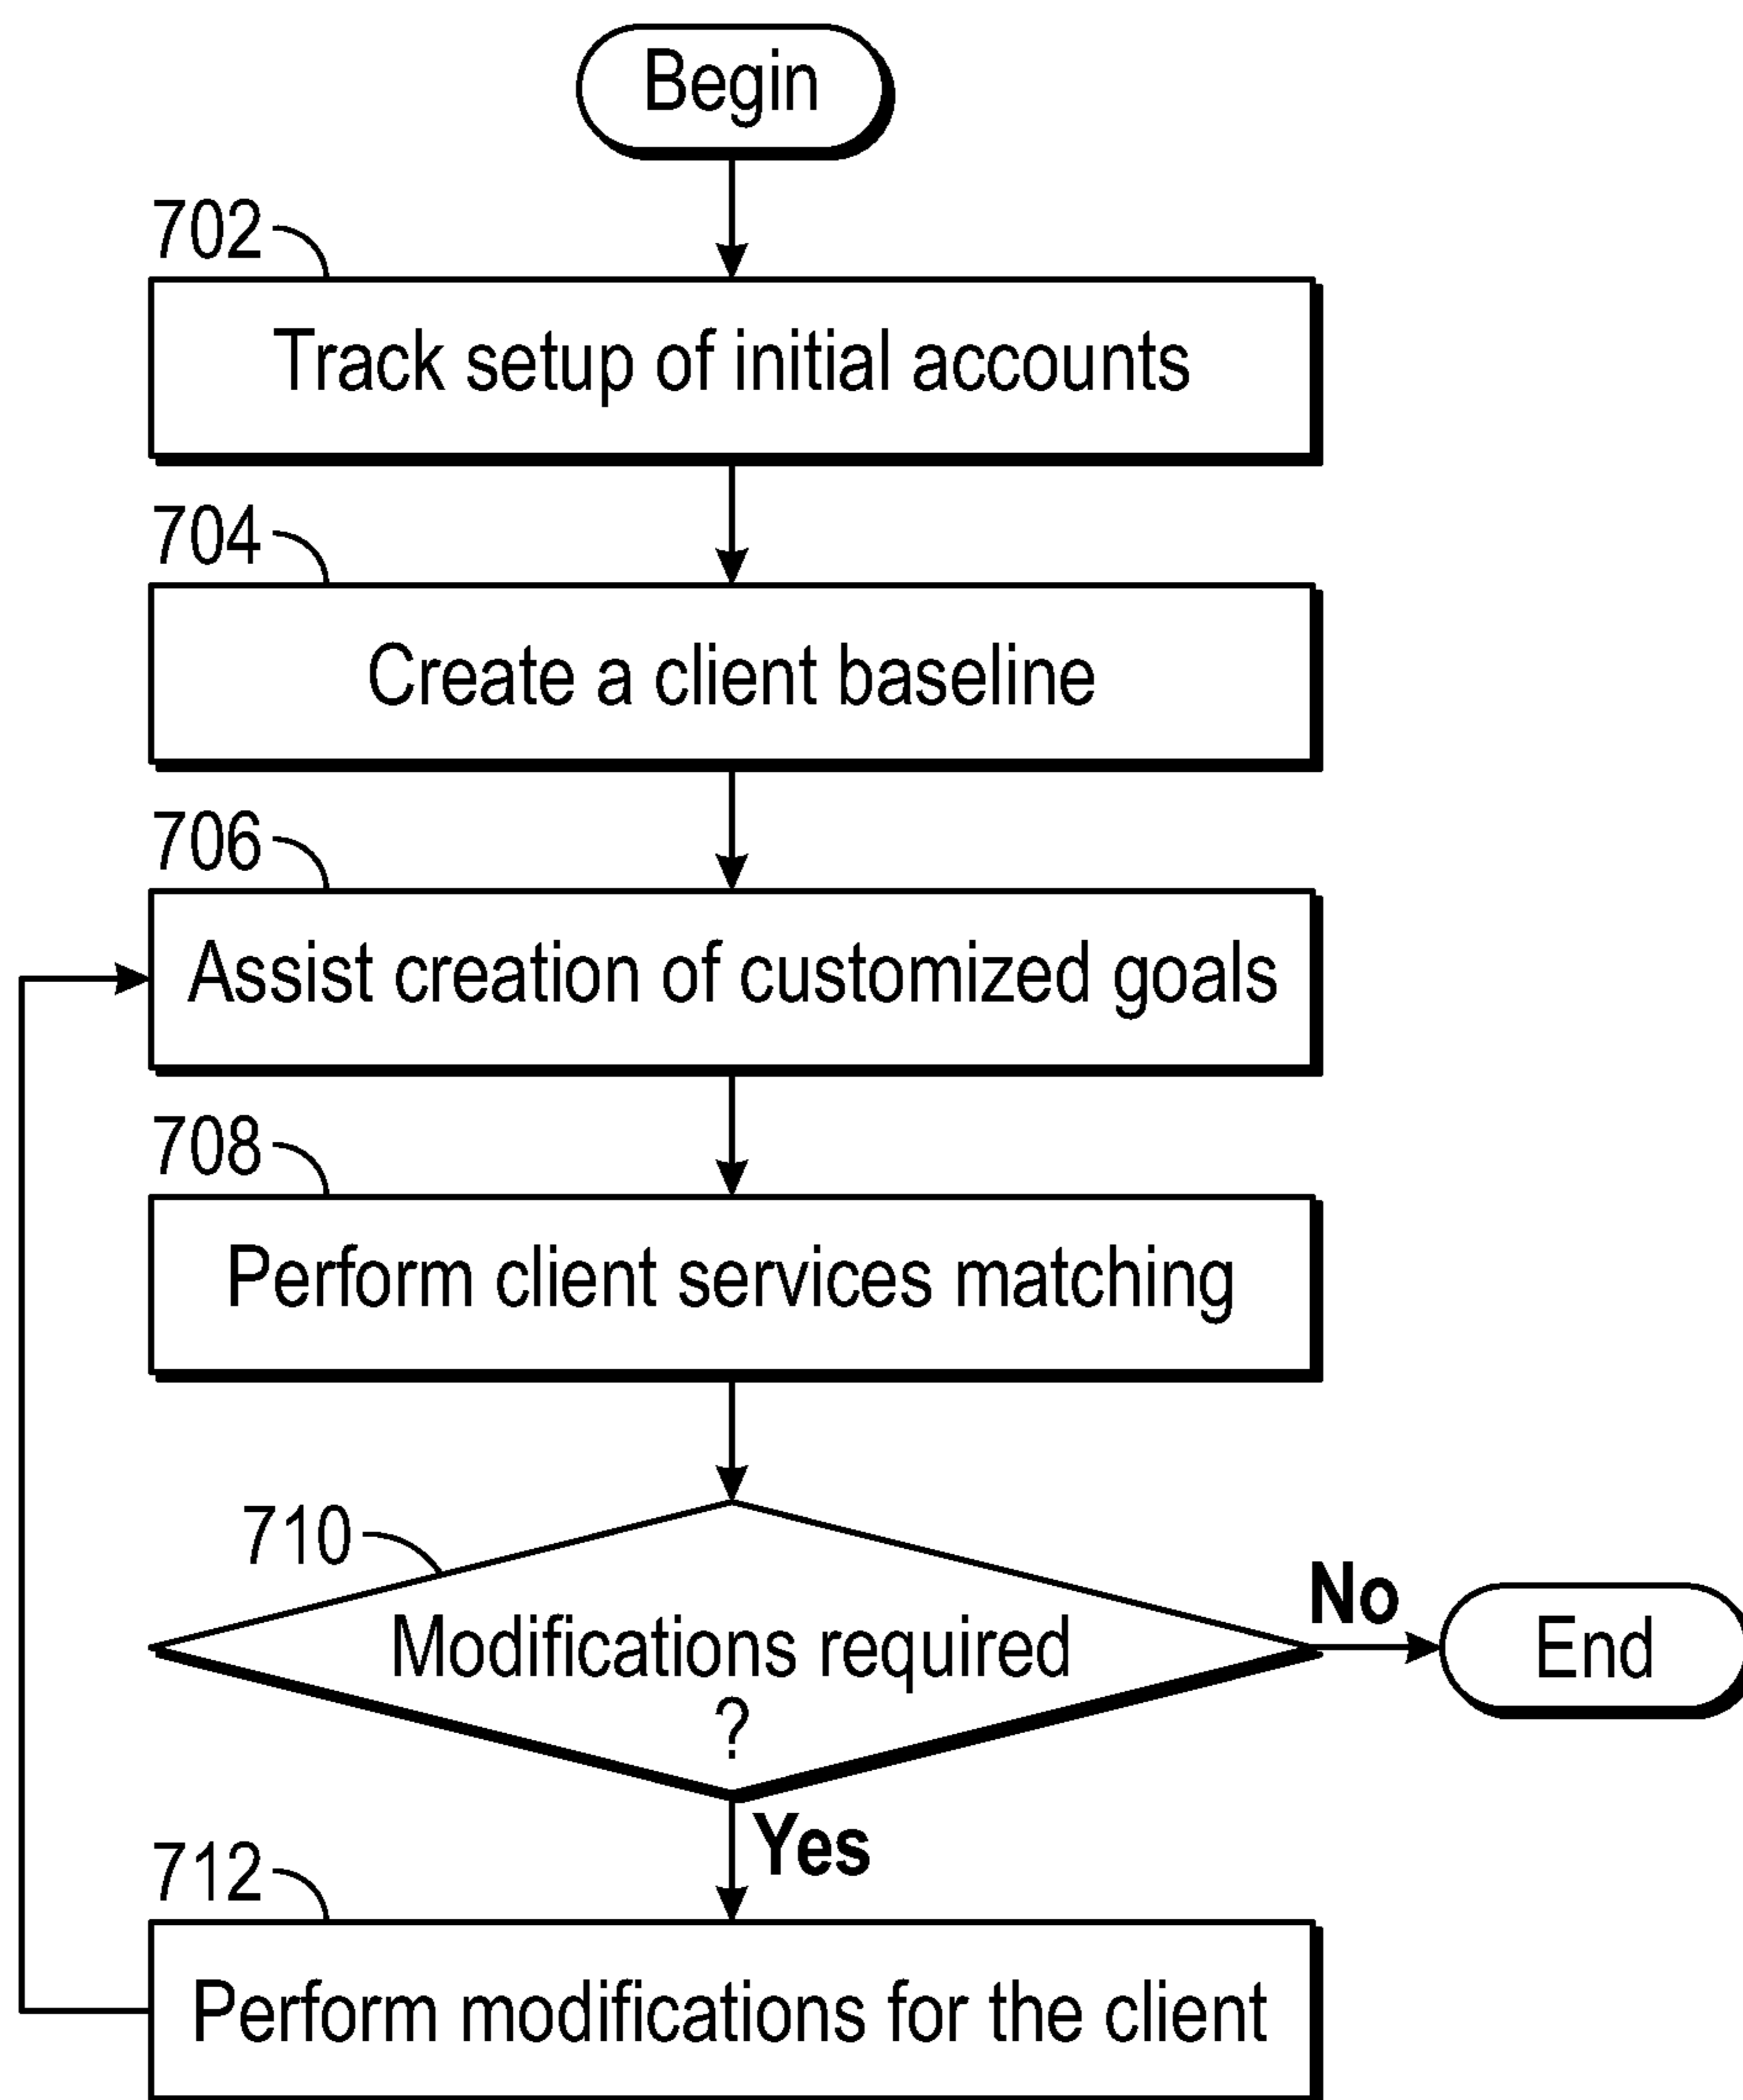 Begin
702
Track setup of initial accounts
704
Create a client baseline
706
Assist creation of customized goals
708
Perform client services matching
710
Modifications required
?
No
End
Yes
712
Perform modifications for the client